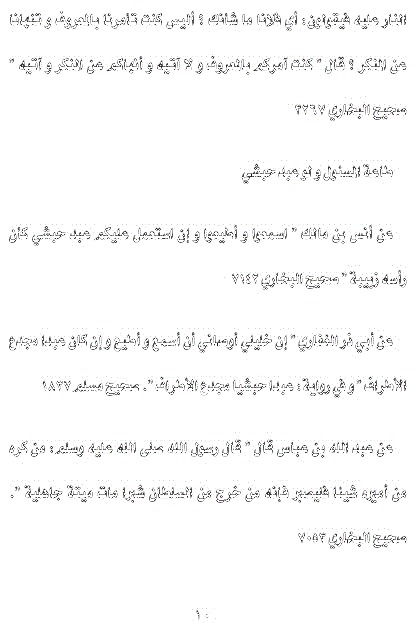 النار عليه فيقولون : أي فلانا ما شانك ؟ أليس كنت تأمرنا بالمعروف و تنهانا
عن المنكر ؟ قال " كنت آمركم بالمعروف و لا آتيه و أنهاكم عن المنكر و آتيه "
صحيح البخاري ٣٢٦٧
طاعة المسئول و لو عبد حبشي
عن أنس بن مالك " اسمعوا و أطيعوا و إن استعمل عليكم عبد حبشي كأن
رأسه زبيبة " صحيح البخاري ٧١٤٢
عن أبي ذر الغفاري " إن خليلي أوصاني أن أسمع و أطيع و إن كان عبدا مجدع
الأطراف " و في رواية : عبدا حبشيا مجدع الأطراف ". صحيح مسلم ١٨٣٧
عن عبد الله بن عباس قال " قال رسول الله صلى الله عليه وسلم : من كره
من أميره شيئا فليصبر فإنه من خرج من السلطان شبرا مات ميتة جاهلية ".
صحيح البخاري ٧٠٥٣
١٠